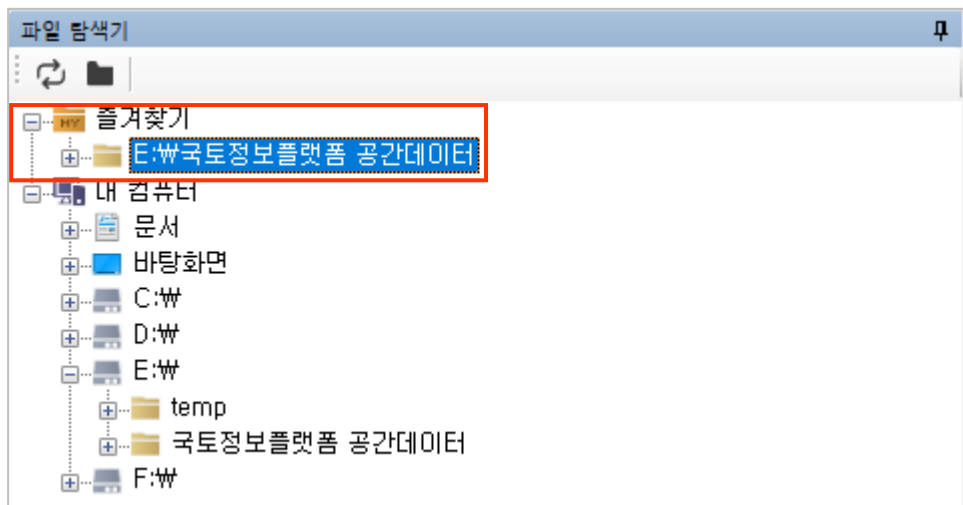 파일 탐색기
MY 즐겨찾기
E:₩국토정보플랫폼 공간데이터
내 컴퓨터
문서
바탕화면
C:₩
D:₩
E:₩
temp
국토정보플랫폼 공간데이터
F:₩